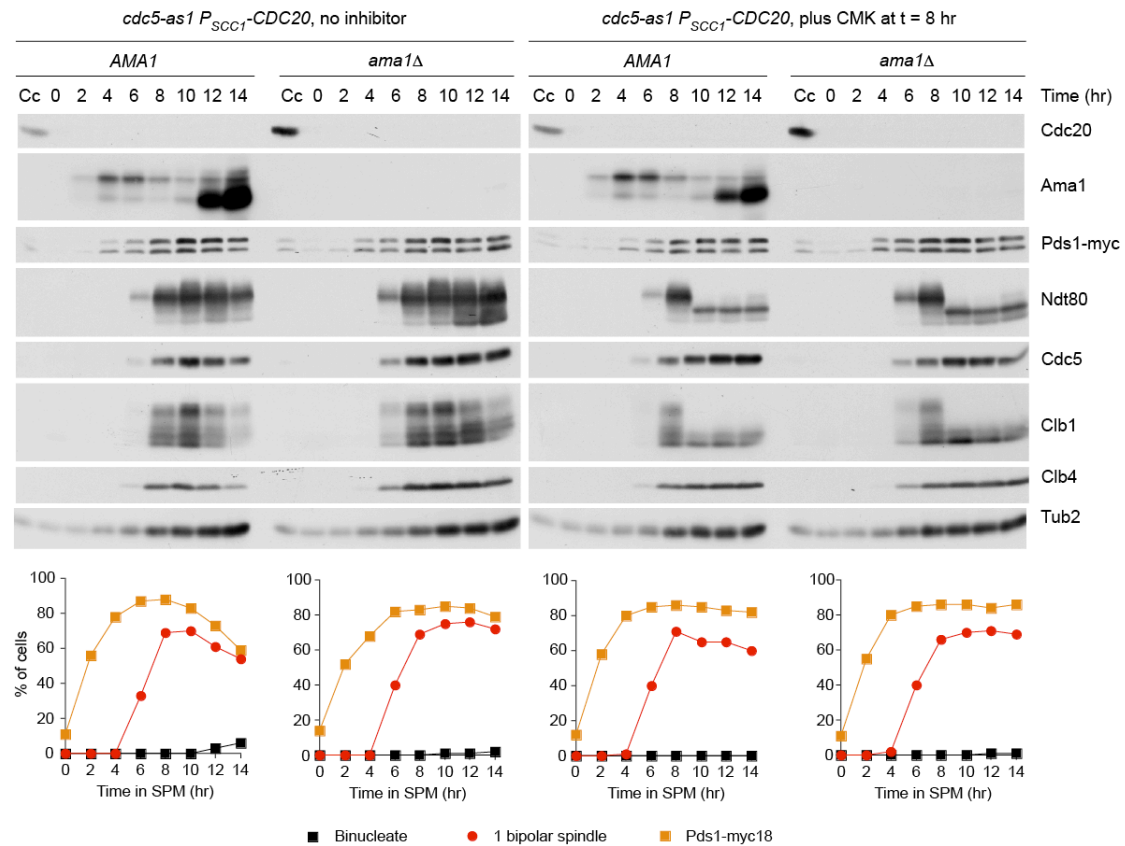 cdc5-as1 P_SCC1-CDC20, no inhibitor
cdc5-as1 P_SCC1-CDC20, plus CMK at t = 8 hr
AMA1
ama1Δ
AMA1
ama1Δ
Cc 0 2 4 6 8 10 12 14
Cc 0 2 4 6 8 10 12 14
Cc 0 2 4 6 8 10 12 14
Cc 0 2 4 6 8 10 12 14
Time (hr)
Cdc20
Ama1
Pds1-myc
Ndt80
Cdc5
Clb1
Clb4
Tub2
% of cells
100
80
60
40
20
0
0 2 4 6 8 10 12 14
Time in SPM (hr)
100
80
60
40
20
0
0 2 4 6 8 10 12 14
Time in SPM (hr)
100
80
60
40
20
0
0 2 4 6 8 10 12 14
Time in SPM (hr)
100
80
60
40
20
0
0 2 4 6 8 10 12 14
Time in SPM (hr)
Binucleate
1 bipolar spindle
Pds1-myc18